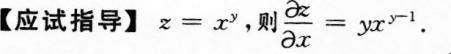 【应试指导】 z = x^y,则 ∂z/∂x = yx^{y-1}.